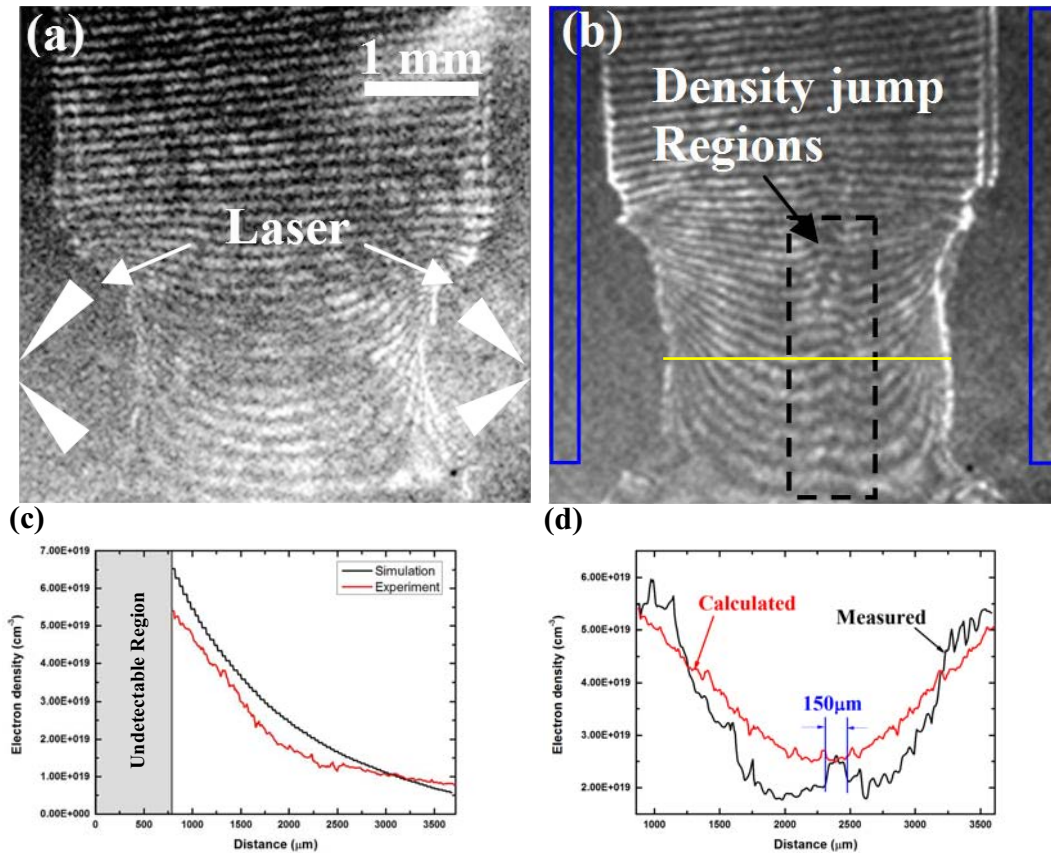 (a)
1 mm
Laser
(b)
Density jump
Regions
(c)
7.00E+019
6.00E+019
5.00E+019
4.00E+019
3.00E+019
2.00E+019
1.00E+019
0.00E+000
Electron density (cm⁻³)
Undetectable Region
Simulation
Experiment
0 500 1000 1500 2000 2500 3000 3500
Distance (μm)
(d)
6.00E+019
5.00E+019
4.00E+019
3.00E+019
2.00E+019
Electron density (cm⁻³)
Calculated
Measured
150μm
1000 1500 2000 2500 3000 3500
Distance (μm)